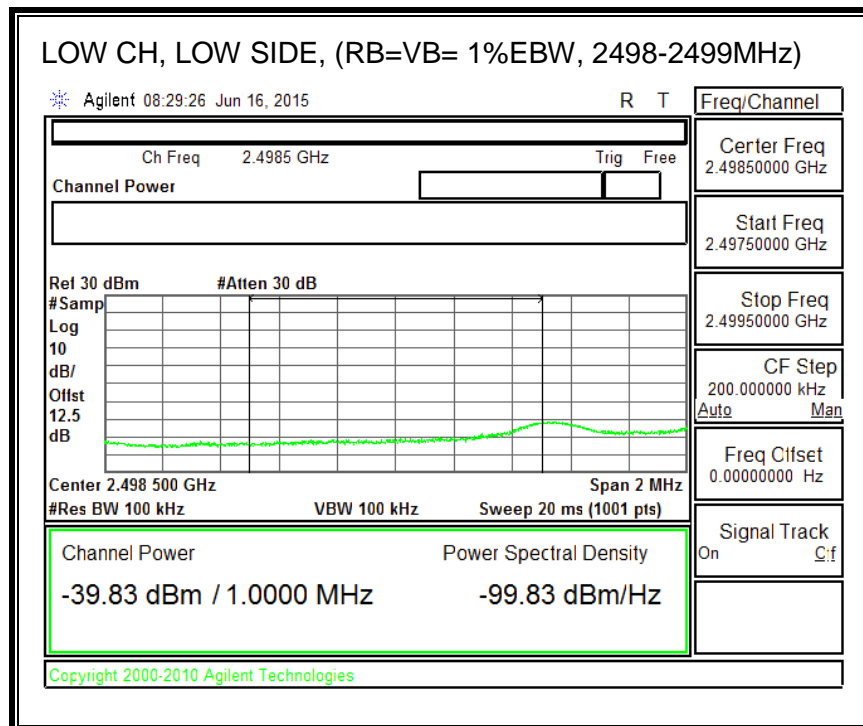 LOW CH, LOW SIDE, (RB=VB= 1%EBW, 2498-2499MHz)
Agilent 08:29:26 Jun 16, 2015 R T
Freq/Channel
Ch Freq 2.4985 GHz Trig Free
Channel Power
Center Freq
2.49850000 GHz
Start Freq
2.49750000 GHz
Stop Freq
2.49950000 GHz
CF Step
200.000000 kHz
Auto Man
Freq Offset
0.00000000 Hz
Signal Track
On Off
Ref 30 dBm #Atten 30 dB
#Samp
Log
10
dB/
Offst
12.5
dB
Center 2.498 500 GHz Span 2 MHz
#Res BW 100 kHz VBW 100 kHz Sweep 20 ms (1001 pts)
Channel Power Power Spectral Density
-39.83 dBm / 1.0000 MHz -99.83 dBm/Hz
Copyright 2000-2010 Agilent Technologies